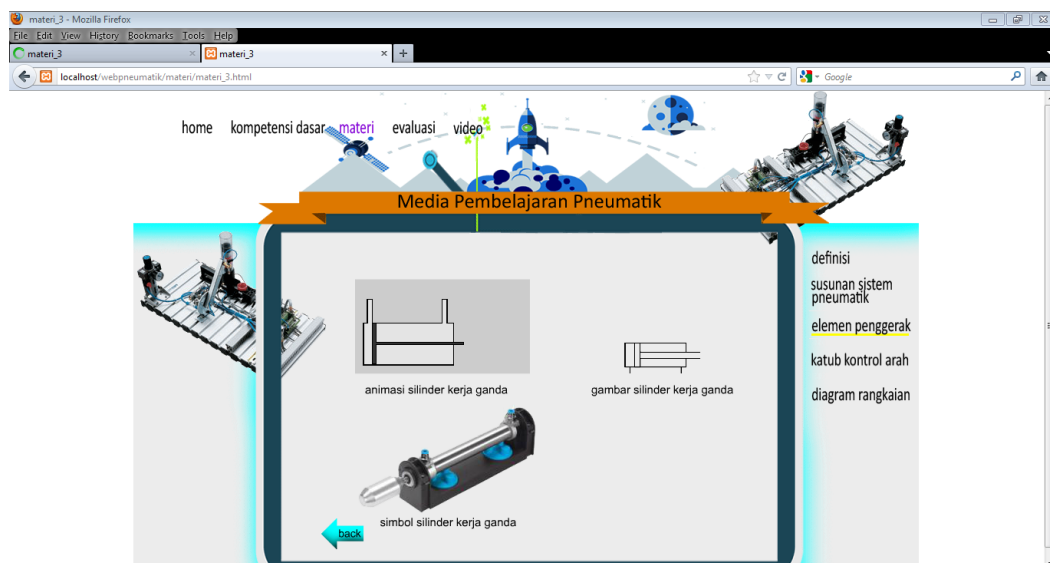 materi_3 - Mozilla Firefox
File Edit View History Bookmarks Tools Help
materi_3 materi_3
localhost/webpneumatik/materi/materi_3.html Google
home kompetensi dasar materi evaluasi video
Media Pembelajaran Pneumatik
definisi
susunan sistem
pneumatik
elemen penggerak
katub kontrol arah
diagram rangkaian
animasi silinder kerja ganda gambar silinder kerja ganda
simbol silinder kerja ganda
back